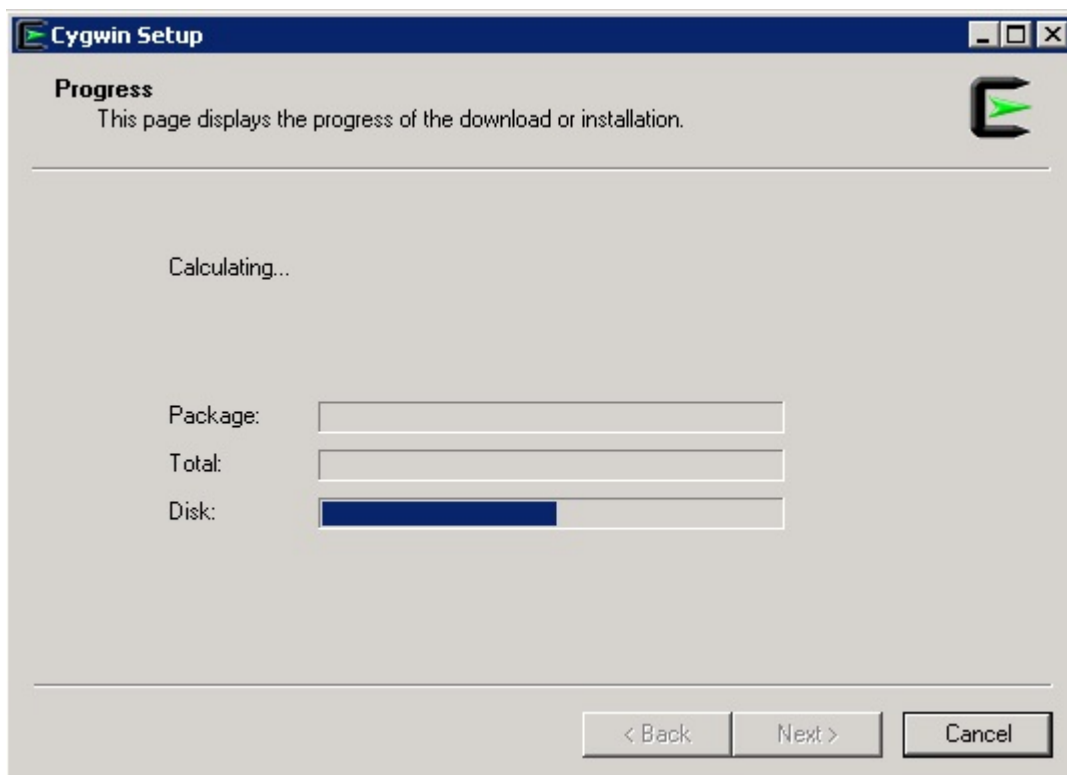 Cygwin Setup
Progress
This page displays the progress of the download or installation.
Calculating...
Package:
Total:
Disk:
< Back
Next >
Cancel